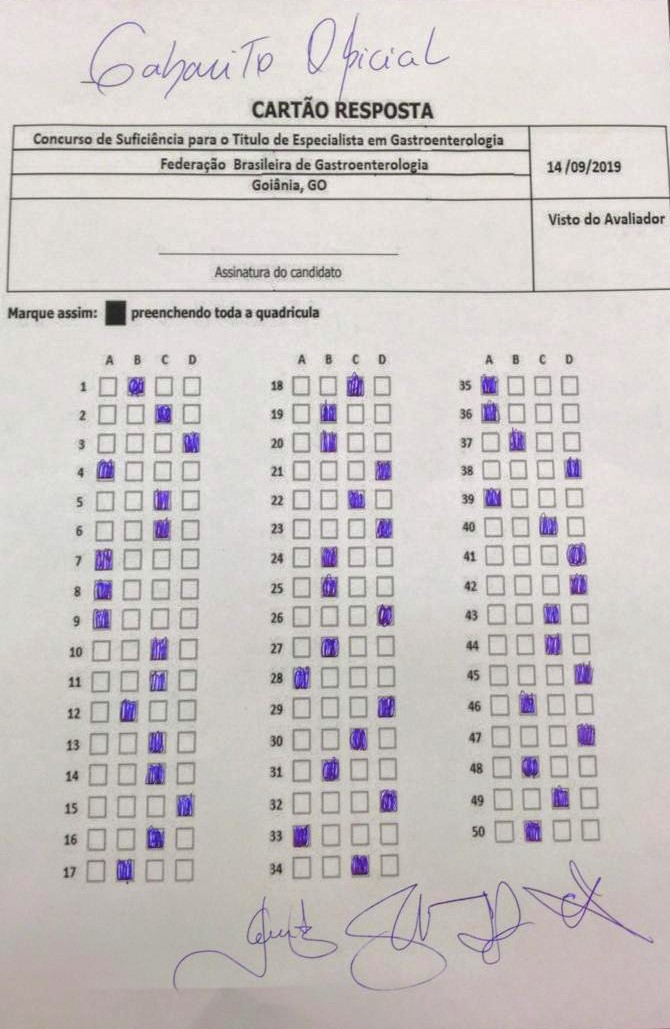 Gabarito Oficial
CARTÃO RESPOSTA
Concurso de Suficiência para o Titulo de Especialista em Gastroenterologia
Federação Brasileira de Gastroenterologia
Goiânia, GO
14/09/2019
Visto do Avaliador
Assinatura do candidato
Marque assim: preenchendo toda a quadricula
A B C D A B C D A B C D
1 18 35
2 19 36
3 20 37
4 21 38
5 22 39
6 23 40
7 24 41
8 25 42
9 26 43
10 27 44
11 28 45
12 29 46
13 30 47
14 31 48
15 32 49
16 33 50
17 34